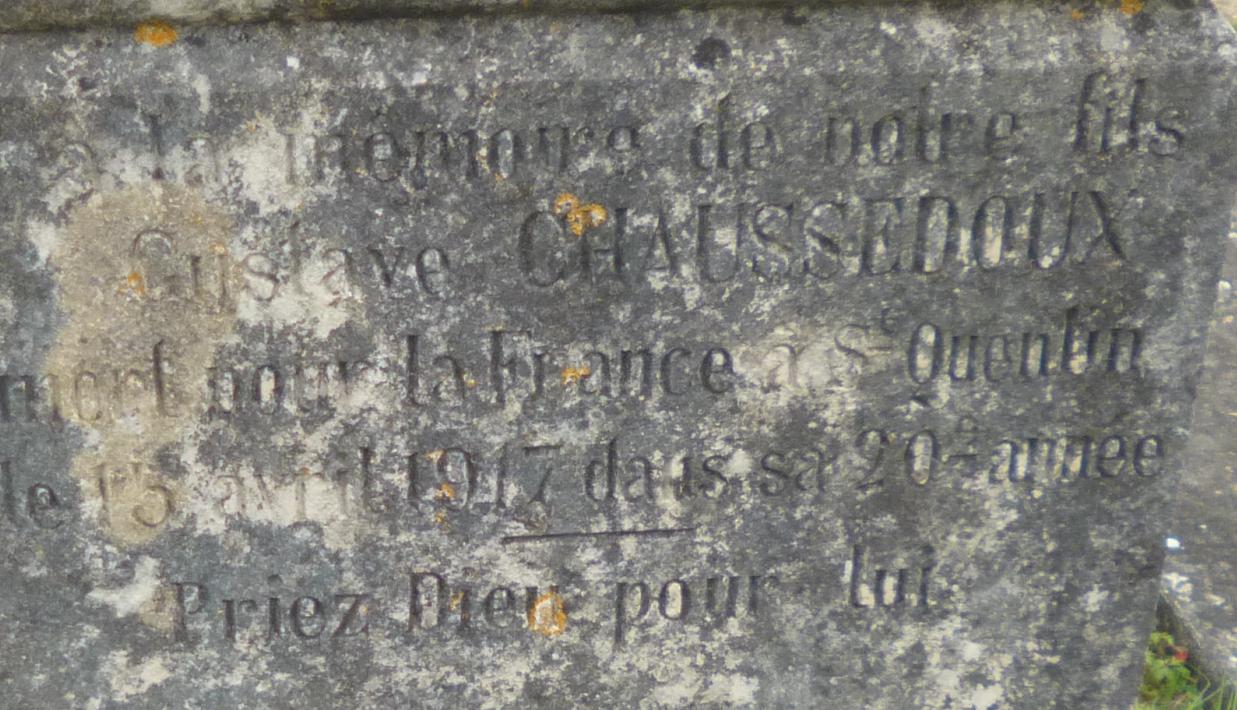 a la mémoire de notre fils
Gustave CHAUSSEDOUX
mort pour la France à St Quentin
le 13 avril 1917 dans sa 20e année
Priez Dieu pour lui